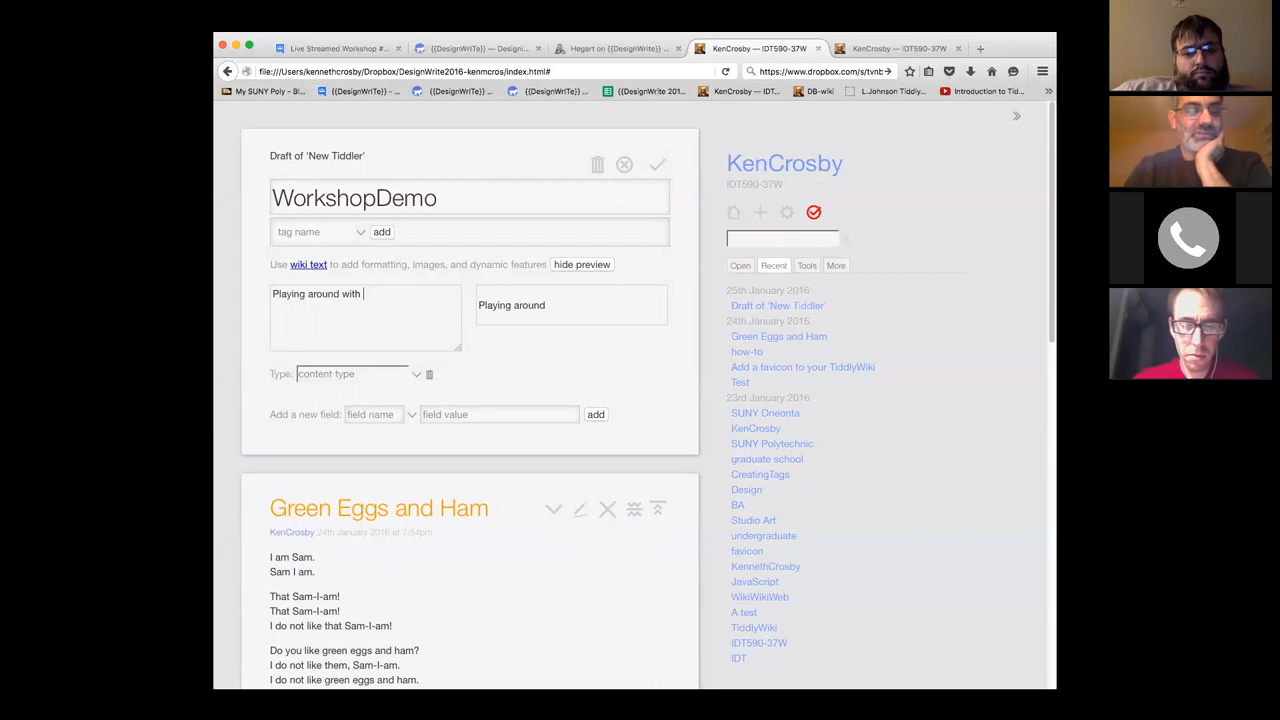 Live Streamed Workshop #...
{{DesignWriTe}} — Designi...
Hegart on {{DesignWrite}} ...
KenCrosby — IDT590-37W
KenCrosby — IDT590-37W
file:///Users/kennethcrosby/Dropbox/DesignWrite2016-kenmcros/index.html#
https://www.dropbox.com/s/tvnb
My SUNY Poly – Bl...
{{DesignWriTe}} - ...
{{DesignWriTe}} ...
{{DesignWriTe}} ...
{{DesignWrite 201...
KenCrosby — IDT...
DB-wiki
L.Johnson Tiddly...
Introduction to Tid...
Draft of 'New Tiddler'
WorkshopDemo
tag name
add
Use wiki text to add formatting, images, and dynamic features
hide preview
Playing around with
Playing around
Type:
content type
Add a new field:
field name
field value
add
Green Eggs and Ham
KenCrosby 24th January 2016 at 7:54pm
I am Sam.
Sam I am.
That Sam-I-am!
That Sam-I-am!
I do not like that Sam-I-am!
Do you like green eggs and ham?
I do not like them, Sam-I-am.
I do not like green eggs and ham.
KenCrosby
IDT590-37W
Open
Recent
Tools
More
25th January 2016
Draft of 'New Tiddler'
24th January 2016
Green Eggs and Ham
how-to
Add a favicon to your TiddlyWiki
Test
23rd January 2016
SUNY Oneonta
KenCrosby
SUNY Polytechnic
graduate school
CreatingTags
Design
BA
Studio Art
undergraduate
favicon
KennethCrosby
JavaScript
WikiWikiWeb
A test
TiddlyWiki
IDT590-37W
IDT